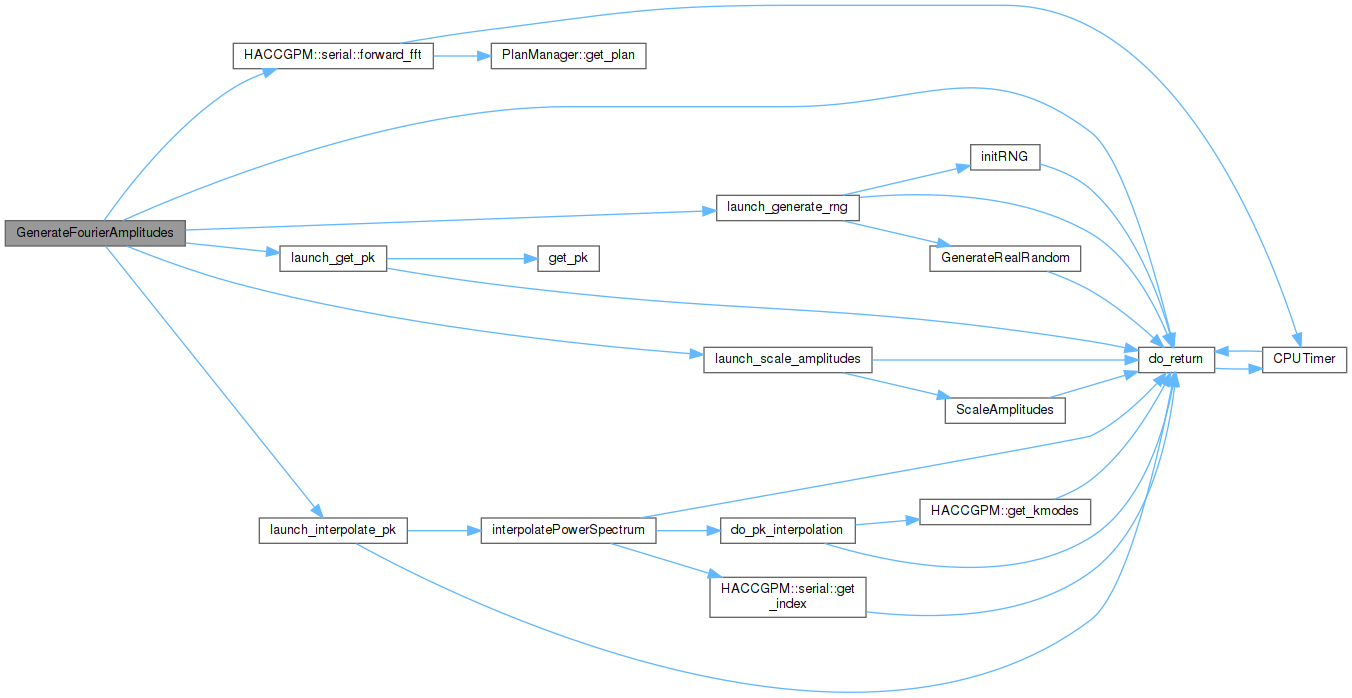 HACCGPM::serial::forward_fft
PlanManager::get_plan
initRNG
launch_generate_rng
GenerateFourierAmplitudes
launch_get_pk
get_pk
GenerateRealRandom
launch_scale_amplitudes
do_return
CPUTimer
ScaleAmplitudes
HACCGPM::get_kmodes
launch_interpolate_pk
interpolatePowerSpectrum
do_pk_interpolation
HACCGPM::serial::get
_index